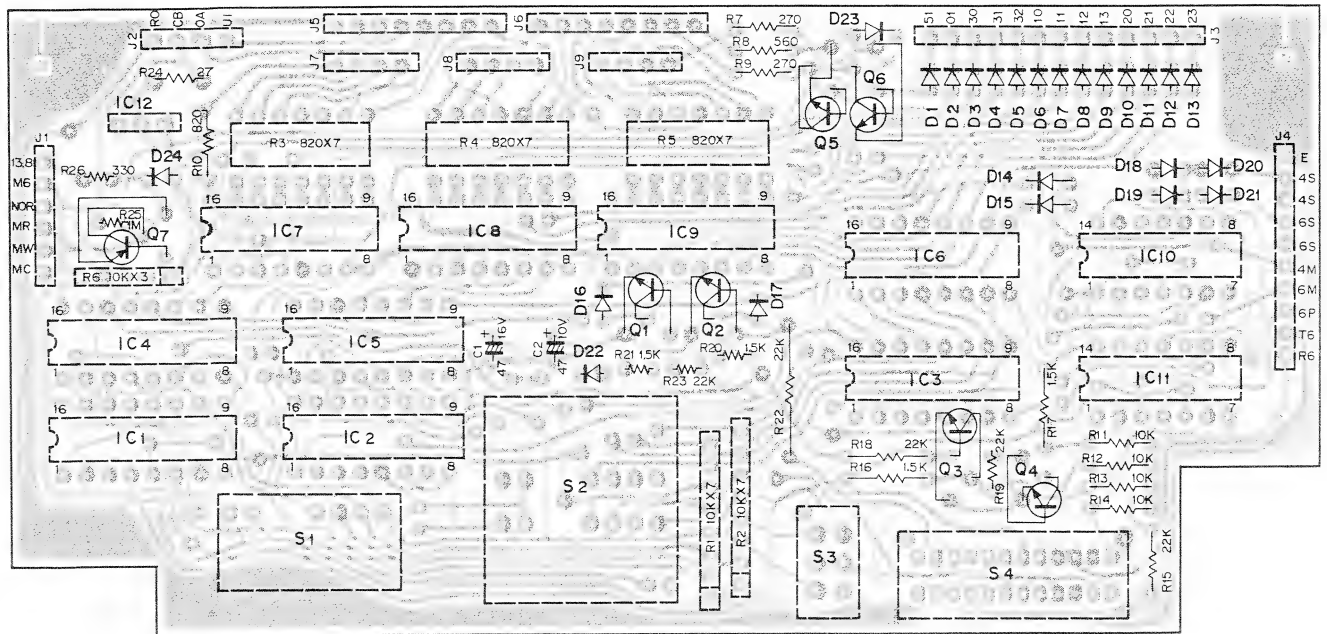 RO CB OA U1
J2
J5
J6
R7 270
R8 560
R9 270
D23
51 01 30 31 32 10 11 12 13 20 21 22 23
J3
R24 27
J7
J8
J9
IC12
Q6
D1 D2 D3 D4 D5 D6 D7 D8 D9 D10 D11 D12 D13
Q5
J1
R10 820
R3 820X7
R4 820X7
R5 820X7
J4
13.8
M6
NOR
MR
MW
MC
R26 330
D24
R25
1M
Q7
R6 10KX3
D14
D15
D18
D19
D20
D21
E
4S
4S
6S
6S
4M
6M
6P
T6
R6
16 9
IC7
1 8
16 9
IC8
1 8
16 9
IC9
1 8
16 9
IC6
1 8
14 8
IC10
1 7
D16
Q1
Q2
D17
16 9
IC4
1 8
16 9
IC5
1 8
C1 47 16V
+
C2 47 10V
+
D22
R21 1.5K
R20 1.5K
R23 22K
22K
R22
16 9
IC3
1 8
1.5K
R17
14 8
IC11
1 7
16 9
IC1
1 8
16 9
IC2
1 8
R18 22K
R16 1.5K
Q3
22K
R19
Q4
R11 10K
R12 10K
R13 10K
R14 10K
S1
S2
R1 10KX7
R2 10KX7
S3
S4
22K
R15